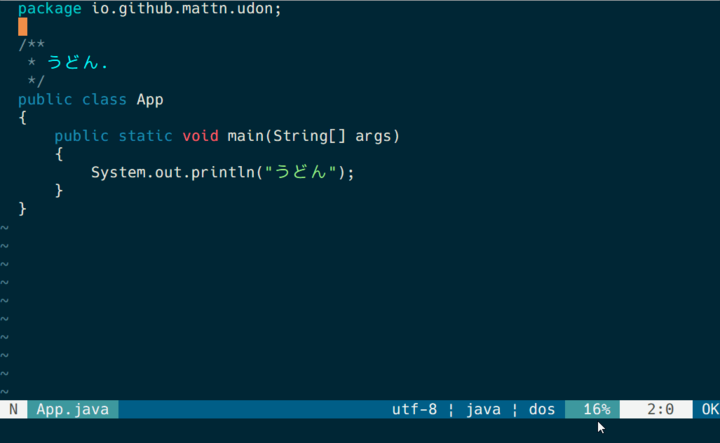 package io.github.mattn.udon;
/**
 * うどん.
 */
public class App
{
    public static void main(String[] args)
    {
        System.out.println("うどん");
    }
}
~
~
~
~
~
~
~
~
~
~
N App.java utf-8 ¦ java ¦ dos 16% 2:0 OK